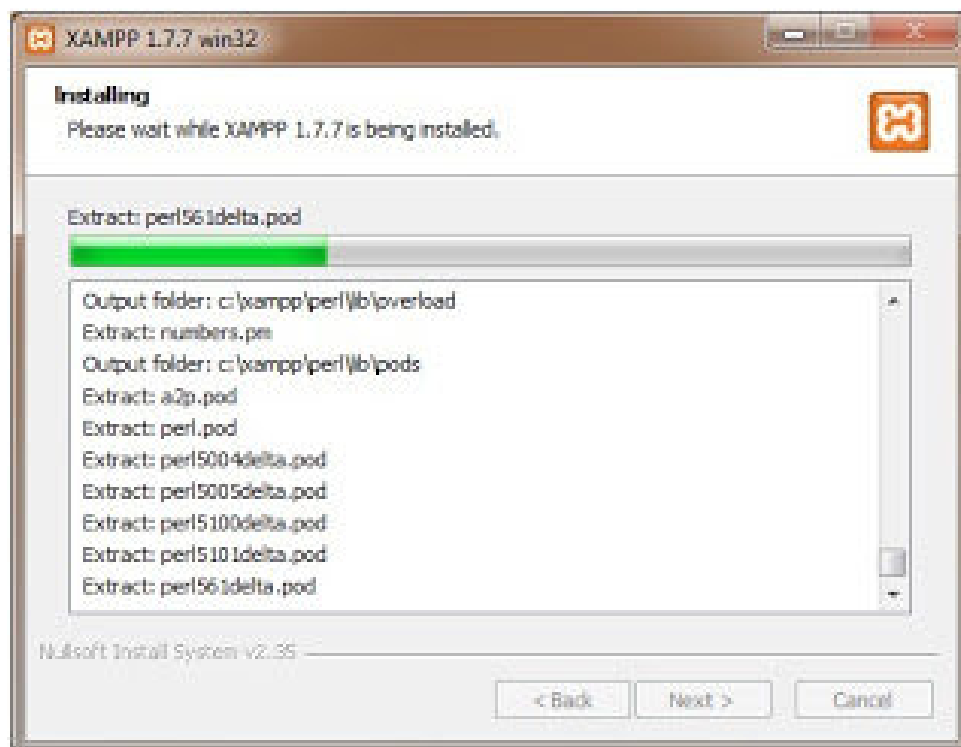 XAMPP 1.7.7 win32
Installing
Please wait while XAMPP 1.7.7 is being installed.
Extract: perl561delta.pod
Output folder: c:\xampp\perl\lib\overload
Extract: numbers.pm
Output folder: c:\xampp\perl\lib\pods
Extract: a2p.pod
Extract: perl.pod
Extract: perl5004delta.pod
Extract: perl5005delta.pod
Extract: perl5100delta.pod
Extract: perl5101delta.pod
Extract: perl561delta.pod
Nullsoft Install System v2.35
< Back
Next >
Cancel